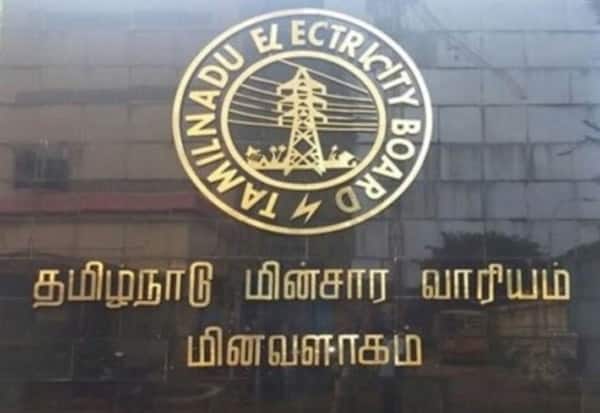 TAMILNADU ELECTRICITY BOARD
தமிழ்நாடு மின்சார வாரியம்
மின்வளாகம்